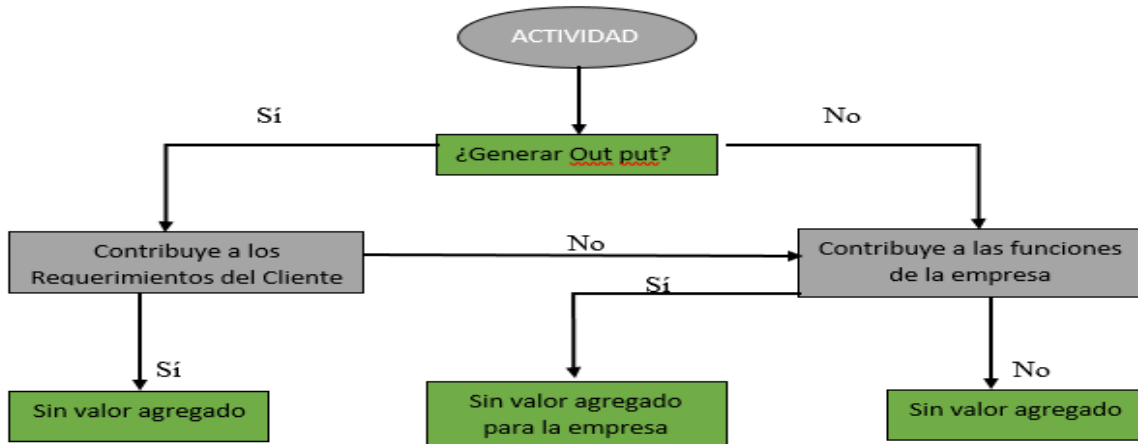 ACTIVIDAD
Sí
No
¿Generar Out put?
Contribuye a los
Requerimientos del Cliente
No
Contribuye a las funciones
de la empresa
Sí
Sí
No
Sin valor agregado
Sin valor agregado
para la empresa
Sin valor agregado